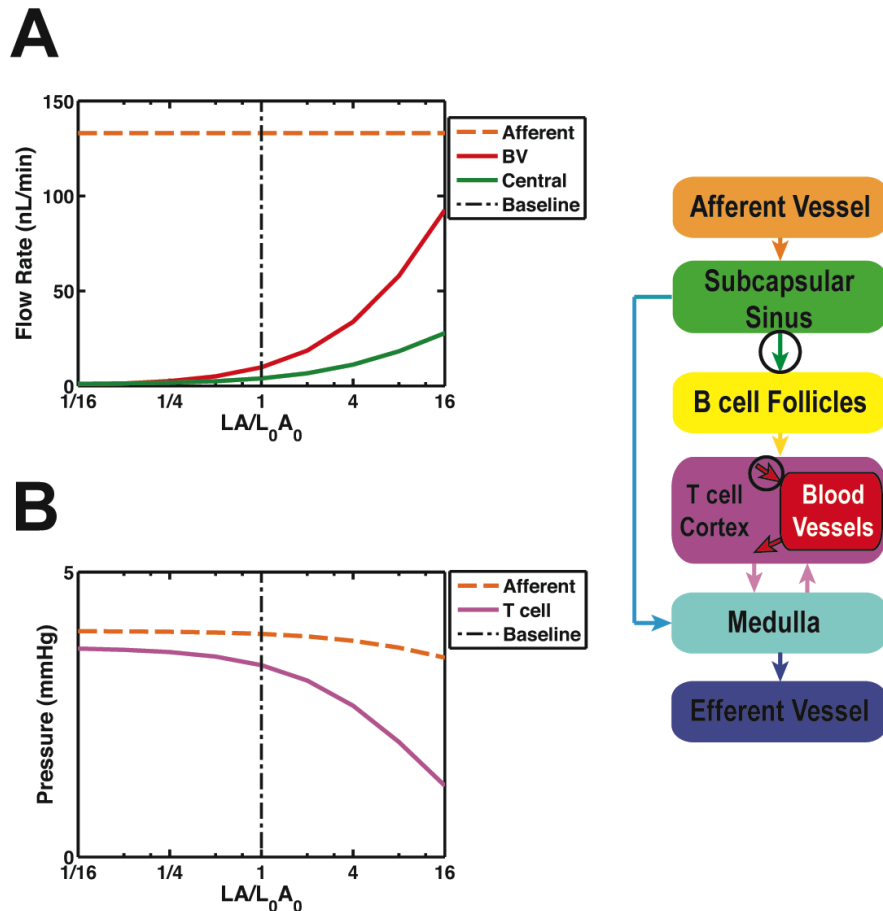 A
150
100
50
0
Flow Rate (nL/min)
1/16
1/4
1
4
16
LA/L₀A₀
Afferent
BV
Central
Baseline
B
5
0
Pressure (mmHg)
1/16
1/4
1
4
16
LA/L₀A₀
Afferent
T cell
Baseline
Afferent Vessel
Subcapsular
Sinus
B cell Follicles
T cell
Cortex
Blood
Vessels
Medulla
Efferent Vessel